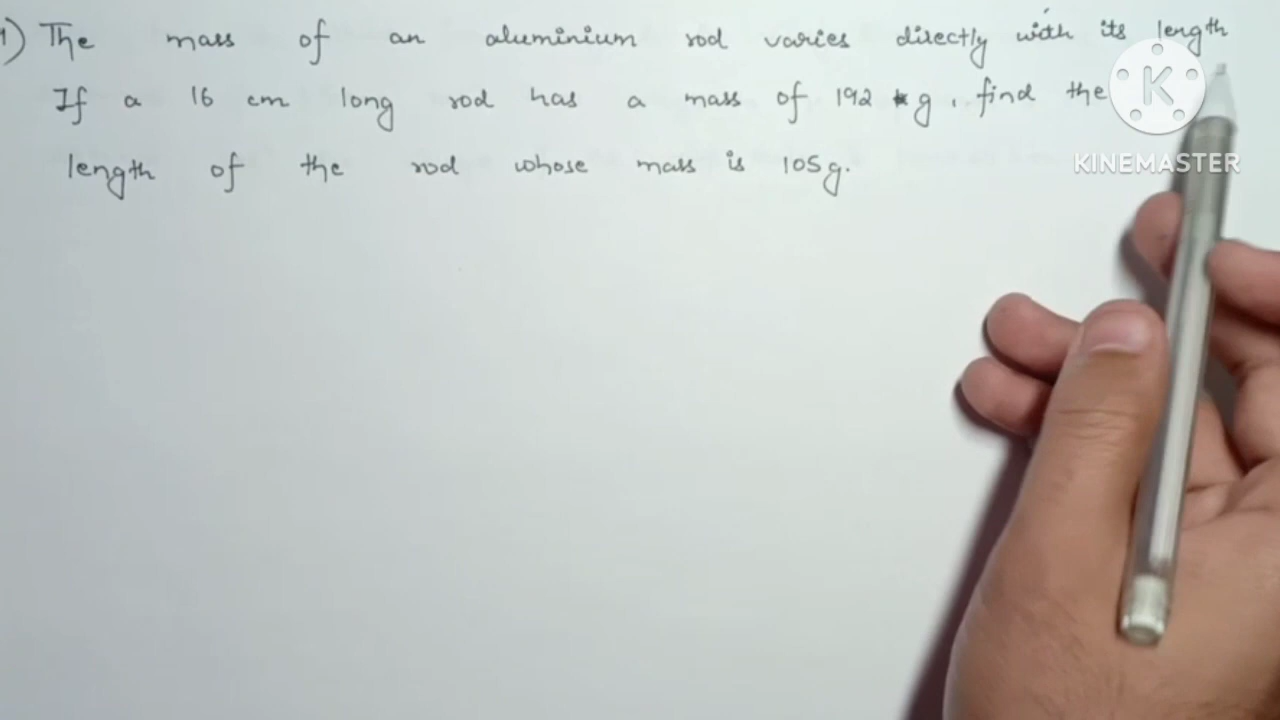 1) The mass of an aluminium rod varies directly with its length
If a 16 cm long rod has a mass of 192 g, find the
length of the rod whose mass is 105g.
K
KINEMASTER